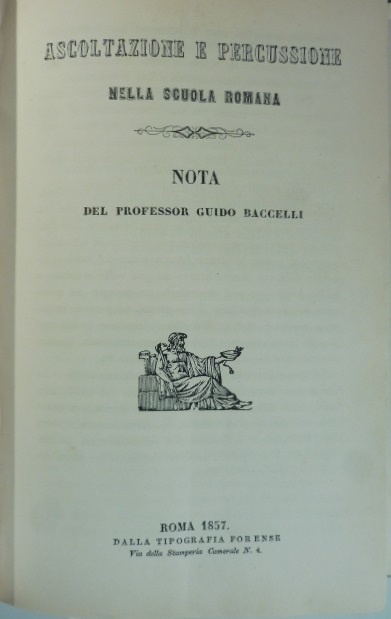 ASCOLTAZIONE E PERCUSSIONE
NELLA SCUOLA ROMANA
NOTA
DEL PROFESSOR GUIDO BACCELLI
ROMA 1857.
DALLA TIPOGRAFIA FORENSE
Via della Stamperia Camerale N. 4.